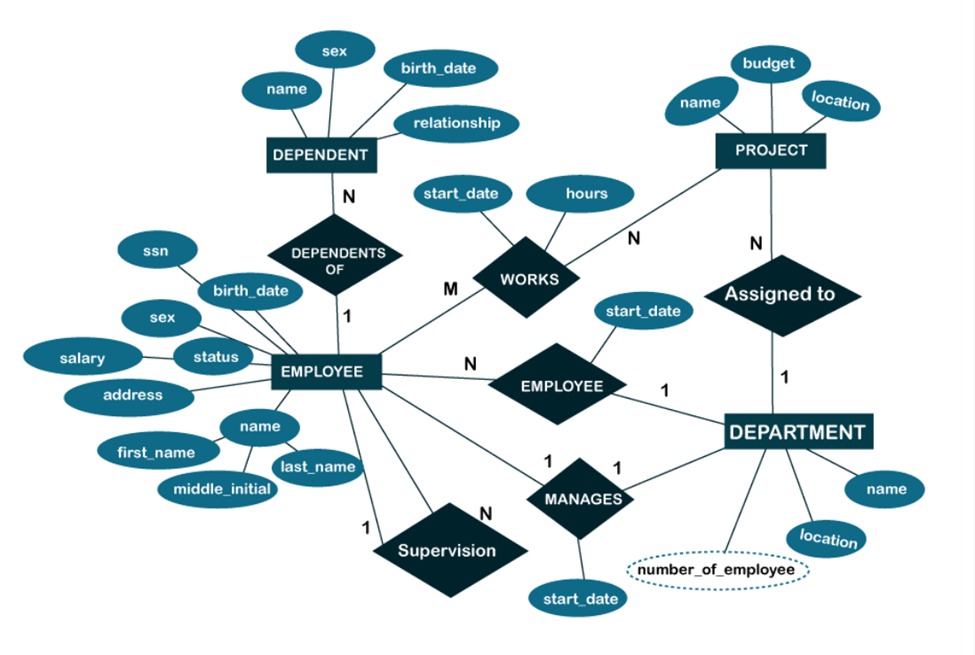 sex
birth_date
name
relationship
DEPENDENT
N
DEPENDENTS
OF
1
budget
name
location
PROJECT
start_date
hours
WORKS
N
M
N
Assigned to
1
ssn
birth_date
sex
status
salary
address
EMPLOYEE
name
first_name
last_name
middle_initial
N
EMPLOYEE
start_date
1
DEPARTMENT
1
1
MANAGES
start_date
1
N
Supervision
name
location
number_of_employee